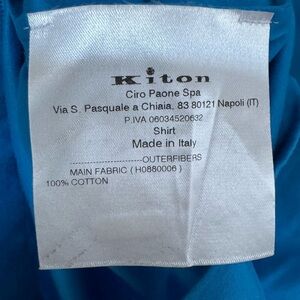 Kiton
Ciro Paone Spa
Via S. Pasquale a Chiaia, 83 80121 Napoli (IT)
P.IVA 06034520632
Shirt
Made in Italy
--------------------OUTERFIBERS
MAIN FABRIC ( H0880006 ) --------------------
100% COTTON